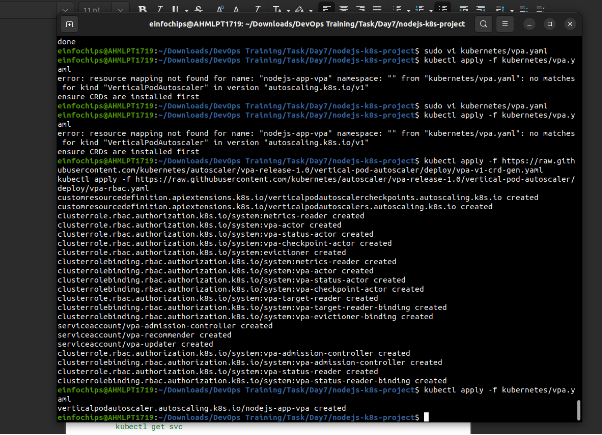 einfochips@AHMLPT1719: ~/Downloads/DevOps Training/Task/Day7/nodejs-k8s-project
done
einfochips@AHMLPT1719:~/Downloads/DevOps Training/Task/Day7/nodejs-k8s-project$ sudo vi kubernetes/vpa.yaml
einfochips@AHMLPT1719:~/Downloads/DevOps Training/Task/Day7/nodejs-k8s-project$ kubectl apply -f kubernetes/vpa.y
aml
error: resource mapping not found for name: "nodejs-app-vpa" namespace: "" from "kubernetes/vpa.yaml": no matches
 for kind "VerticalPodAutoscaler" in version "autoscaling.k8s.io/v1"
ensure CRDs are installed first
einfochips@AHMLPT1719:~/Downloads/DevOps Training/Task/Day7/nodejs-k8s-project$ sudo vi kubernetes/vpa.yaml
einfochips@AHMLPT1719:~/Downloads/DevOps Training/Task/Day7/nodejs-k8s-project$ kubectl apply -f kubernetes/vpa.y
aml
error: resource mapping not found for name: "nodejs-app-vpa" namespace: "" from "kubernetes/vpa.yaml": no matches
 for kind "VerticalPodAutoscaler" in version "autoscaling.k8s.io/v1"
ensure CRDs are installed first
einfochips@AHMLPT1719:~/Downloads/DevOps Training/Task/Day7/nodejs-k8s-project$ kubectl apply -f https://raw.gith
ubusercontent.com/kubernetes/autoscaler/vpa-release-1.0/vertical-pod-autoscaler/deploy/vpa-v1-crd-gen.yaml
kubectl apply -f https://raw.githubusercontent.com/kubernetes/autoscaler/vpa-release-1.0/vertical-pod-autoscaler/
deploy/vpa-rbac.yaml
customresourcedefinition.apiextensions.k8s.io/verticalpodautoscalercheckpoints.autoscaling.k8s.io created
customresourcedefinition.apiextensions.k8s.io/verticalpodautoscalers.autoscaling.k8s.io created
clusterrole.rbac.authorization.k8s.io/system:metrics-reader created
clusterrole.rbac.authorization.k8s.io/system:vpa-actor created
clusterrole.rbac.authorization.k8s.io/system:vpa-status-actor created
clusterrole.rbac.authorization.k8s.io/system:vpa-checkpoint-actor created
clusterrole.rbac.authorization.k8s.io/system:evictioner created
clusterrolebinding.rbac.authorization.k8s.io/system:metrics-reader created
clusterrolebinding.rbac.authorization.k8s.io/system:vpa-actor created
clusterrolebinding.rbac.authorization.k8s.io/system:vpa-status-actor created
clusterrolebinding.rbac.authorization.k8s.io/system:vpa-checkpoint-actor created
clusterrole.rbac.authorization.k8s.io/system:vpa-target-reader created
clusterrolebinding.rbac.authorization.k8s.io/system:vpa-target-reader-binding created
clusterrolebinding.rbac.authorization.k8s.io/system:vpa-evictioner-binding created
serviceaccount/vpa-admission-controller created
serviceaccount/vpa-recommender created
serviceaccount/vpa-updater created
clusterrole.rbac.authorization.k8s.io/system:vpa-admission-controller created
clusterrolebinding.rbac.authorization.k8s.io/system:vpa-admission-controller created
clusterrole.rbac.authorization.k8s.io/system:vpa-status-reader created
clusterrolebinding.rbac.authorization.k8s.io/system:vpa-status-reader-binding created
einfochips@AHMLPT1719:~/Downloads/DevOps Training/Task/Day7/nodejs-k8s-project$ kubectl apply -f kubernetes/vpa.y
aml
verticalpodautoscaler.autoscaling.k8s.io/nodejs-app-vpa created
einfochips@AHMLPT1719:~/Downloads/DevOps Training/Task/Day7/nodejs-k8s-project$
kubectl get svc